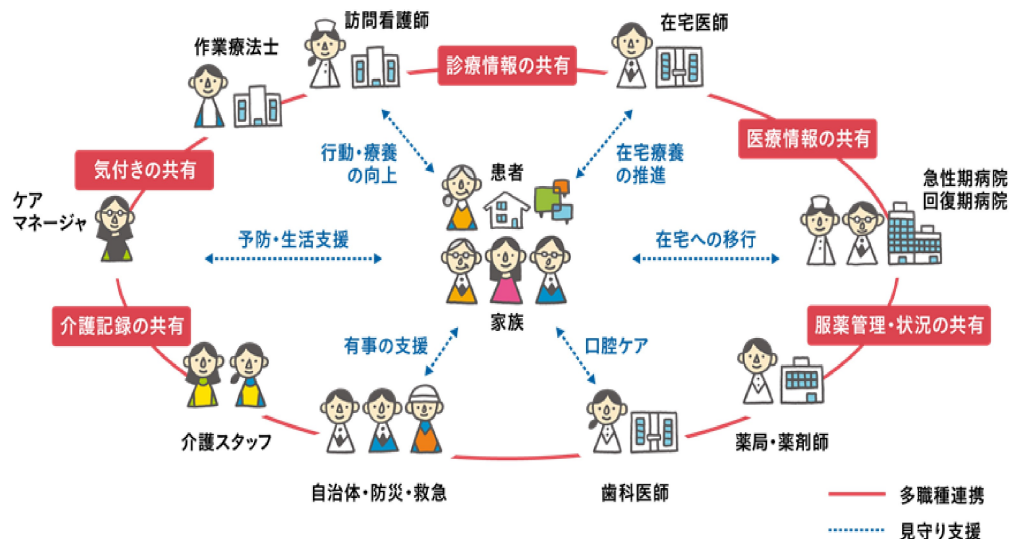 訪問看護師
在宅医師
作業療法士
診療情報の共有
医療情報の共有
気付きの共有
行動・療養
の向上
患者
在宅療養
の推進
急性期病院
回復期病院
ケア
マネージャ
予防・生活支援
在宅への移行
家族
介護記録の共有
有事の支援
口腔ケア
服薬管理・状況の共有
介護スタッフ
薬局・薬剤師
自治体・防災・救急
歯科医師
多職種連携
見守り支援